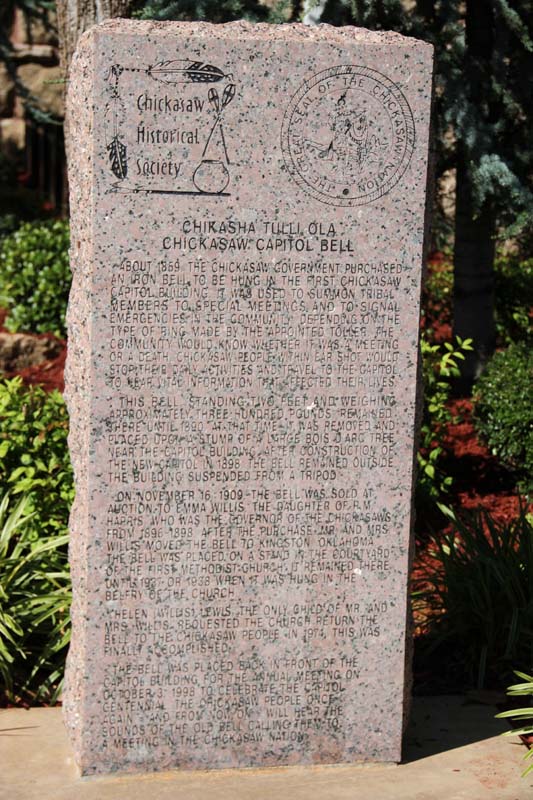 Chickasaw
Historical
Society
THE GREAT SEAL OF THE CHICKASAW NATION
CHIKASHA TULLI OLA
CHICKASAW CAPITOL BELL
ABOUT 1859 THE CHICKASAW GOVERNMENT PURCHASED
AN IRON BELL TO BE HUNG IN THE FIRST CHICKASAW
CAPITOL BUILDING. IT WAS USED TO SUMMON TRIBAL
MEMBERS TO SPECIAL MEETINGS AND TO SIGNAL
EMERGENCIES IN THE COMMUNITY. DEPENDING ON THE
TYPE OF RING MADE BY THE APPOINTED TOLLER, THE
COMMUNITY WOULD KNOW WHETHER IT WAS A MEETING
OR A DEATH. CHICKASAW PEOPLE WITHIN EAR SHOT WOULD
STOP THEIR DAILY ACTIVITIES AND TRAVEL TO THE CAPITOL
TO HEAR VITAL INFORMATION THAT EFFECTED THEIR LIVES.
THIS BELL, STANDING TWO FEET AND WEIGHING
APPROXIMATELY THREE HUNDRED POUNDS, REMAINED
THERE UNTIL 1890. AT THAT TIME IT WAS REMOVED AND
PLACED UPON A STUMP OF A LARGE BOIS D'ARC TREE
NEAR THE CAPITOL BUILDING. AFTER CONSTRUCTION OF
THE NEW CAPITOL IN 1898 THE BELL REMAINED OUTSIDE
THE BUILDING SUSPENDED FROM A TRIPOD.
ON NOVEMBER 16, 1909 THE BELL WAS SOLD AT
AUCTION TO EMMA WILLIS, THE DAUGHTER OF R.M.
HARRIS WHO WAS THE GOVERNOR OF THE CHICKASAWS
FROM 1896-1898. AFTER THE PURCHASE MR. AND MRS.
WILLIS MOVED THE BELL TO KINGSTON, OKLAHOMA.
THE BELL WAS PLACED ON A STAND IN THE COURTYARD
OF THE FIRST METHODIST CHURCH. IT REMAINED THERE
UNTIL 1937 OR 1938 WHEN IT WAS HUNG IN THE
BELFRY OF THE CHURCH.
HELEN (WILLIS) LEWIS, THE ONLY CHILD OF MR. AND
MRS. WILLIS, REQUESTED THE CHURCH RETURN THE
BELL TO THE CHICKASAW PEOPLE. IN 1974, THIS WAS
FINALLY ACCOMPLISHED.
THE BELL WAS PLACED BACK IN FRONT OF THE
CAPITOL BUILDING FOR THE ANNUAL MEETING ON
OCTOBER 3, 1998 TO CELEBRATE THE CAPITOL
CENTENNIAL. THE CHICKASAW PEOPLE ONCE
AGAIN - AND FROM NOW ON - WILL HEAR THE
SOUNDS OF THE OLD BELL CALLING THEM TO
A MEETING IN THE CHICKASAW NATION.